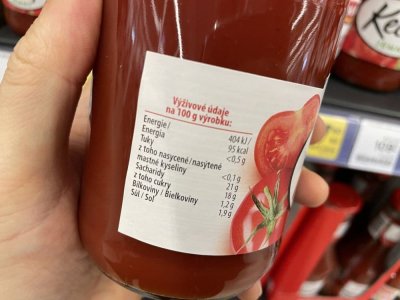 Výživové údaje
na 100 g výrobku:
Energie / 404 kJ /
Energia 95 kcal
Tuky <0,5 g
z toho nasycené / nasýtené
mastné kyseliny <0,1 g
Sacharidy 21 g
z toho cukry 18 g
Bílkoviny / Bielkoviny 1,2 g
Sůl / Soľ 1,9 g